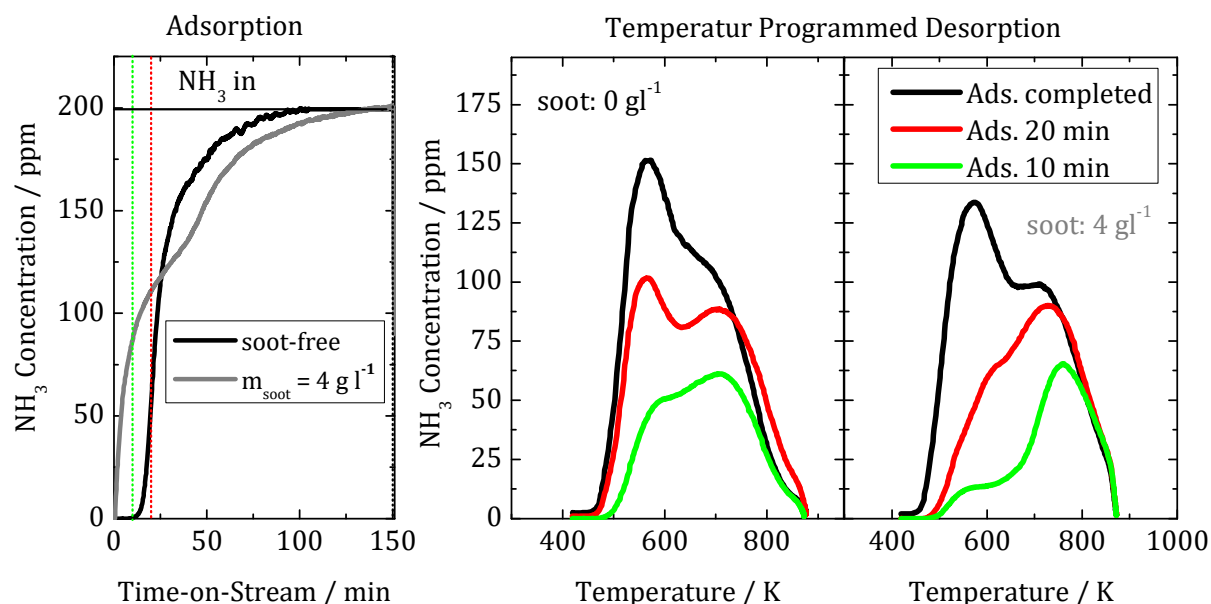 Adsorption
Temperatur Programmed Desorption
NH₃ in
NH₃ Concentration / ppm
200
150
100
50
0
soot-free
m_soot = 4 g l⁻¹
0
50
100
150
Time-on-Stream / min
NH₃ Concentration / ppm
175
150
125
100
75
50
25
0
soot: 0 gl⁻¹
400
600
800
Temperature / K
Ads. completed
Ads. 20 min
Ads. 10 min
soot: 4 gl⁻¹
400
600
800
1000
Temperature / K